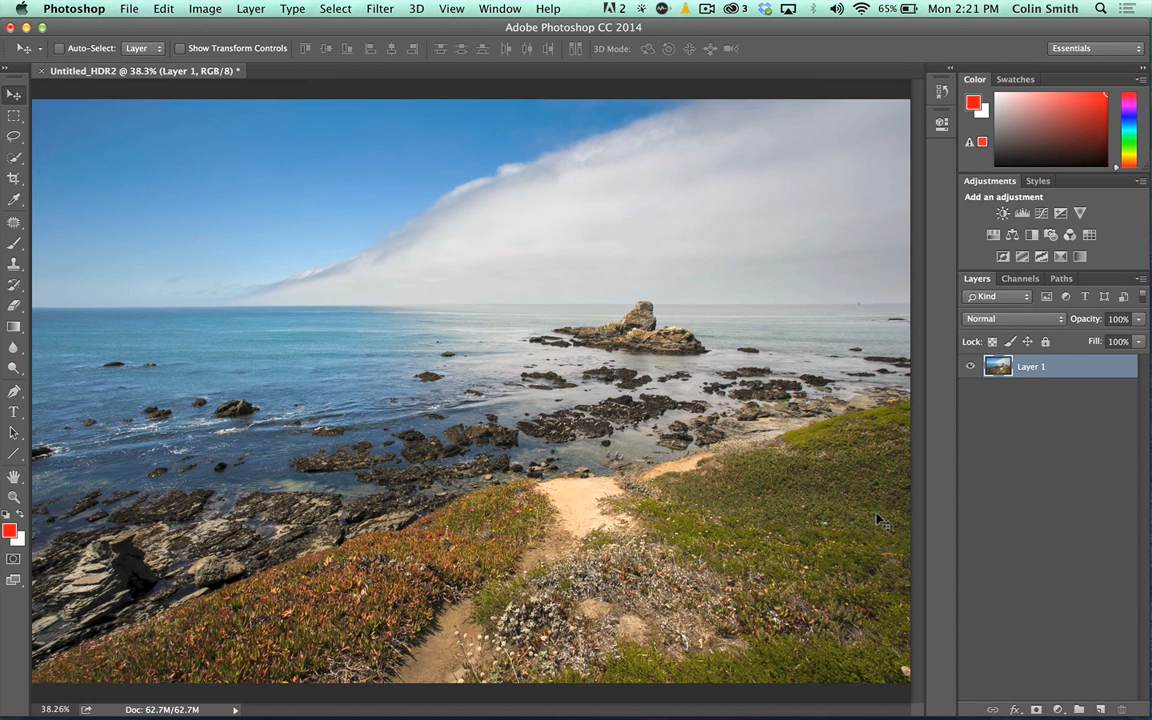 Photoshop File Edit Image Layer Type Select Filter 3D View Window Help 2 3 65% Mon 2:21 PM Colin Smith
Adobe Photoshop CC 2014
Auto-Select: Layer Show Transform Controls 3D Mode: Essentials
× Untitled_HDR2 @ 38.3% (Layer 1, RGB/8) *
Color Swatches
Adjustments Styles
Add an adjustment
Layers Channels Paths
Kind T
Normal Opacity: 100%
Lock: Fill: 100%
Layer 1
T
fx
38.26% Doc: 62.7M/62.7M